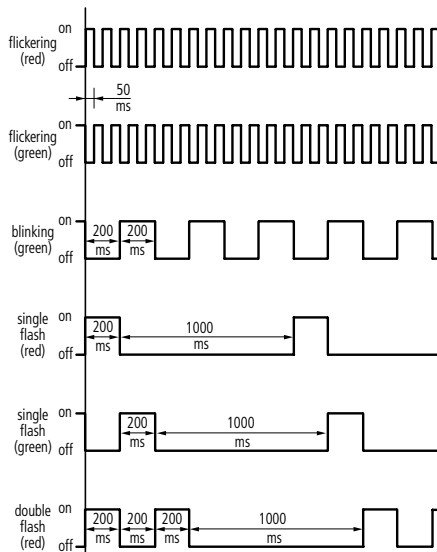 on
flickering
(red)
off
50
ms
on
flickering
(green)
off
on
blinking
(green)
off
200
ms
200
ms
on
single
flash
(red)
off
200
ms
1000
ms
on
single
flash
(green)
off
200
ms
1000
ms
on
double
flash
(red)
off
200
ms
200
ms
200
ms
1000
ms